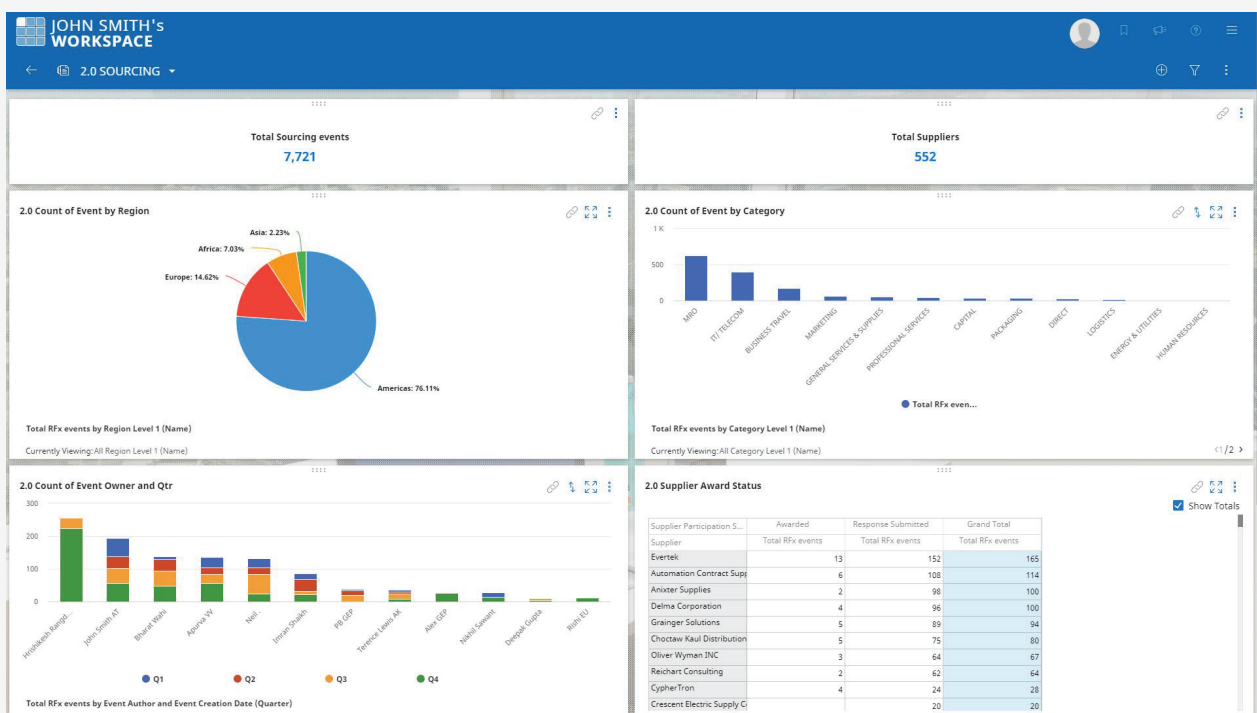 JOHN SMITH's
WORKSPACE
2.0 SOURCING
Total Sourcing events
7,721
Total Suppliers
552
2.0 Count of Event by Region
Asia: 2.23%
Africa: 7.03%
Europe: 14.62%
Americas: 76.11%
Total RFx events by Region Level 1 (Name)
Currently Viewing:All Region Level 1 (Name)
2.0 Count of Event by Category
1 K
500
0
MRO
IT/ TELECOM
BUSINESS TRAVEL
MARKETING
GENERAL SERVICES & SUPPLIES
PROFESSIONAL SERVICES
CAPITAL
PACKAGING
DIRECT
LOGISTICS
ENERGY & UTILITIES
HUMAN RESOURCES
Total RFx even...
Total RFx events by Category Level 1 (Name)
Currently Viewing:All Category Level 1 (Name)
1/2
2.0 Count of Event Owner and Qtr
300
200
100
0
Hrishikesh Rangd...
John Smith AT
Bharat Wahi
Apurva VV
Neil .
Imran Shaikh
PB GEP
Terence Lewis AK
Alex GEP
Nikhil Sawant
Deepak Gupta
Rishi EU
Q1 Q2 Q3 Q4
Total RFx events by Event Author and Event Creation Date (Quarter)
2.0 Supplier Award Status
Show Totals
Supplier Participation S... Awarded Response Submitted Grand Total
Supplier Total RFx events Total RFx events Total RFx events
Evertek 13 152 165
Automation Contract Supp 6 108 114
Anixter Supplies 2 98 100
Delma Corporation 4 96 100
Grainger Solutions 5 89 94
Choctaw Kaul Distribution 5 75 80
Oliver Wyman INC 3 64 67
Reichart Consulting 2 62 64
CypherTron 4 24 28
Crescent Electric Supply C 20 20